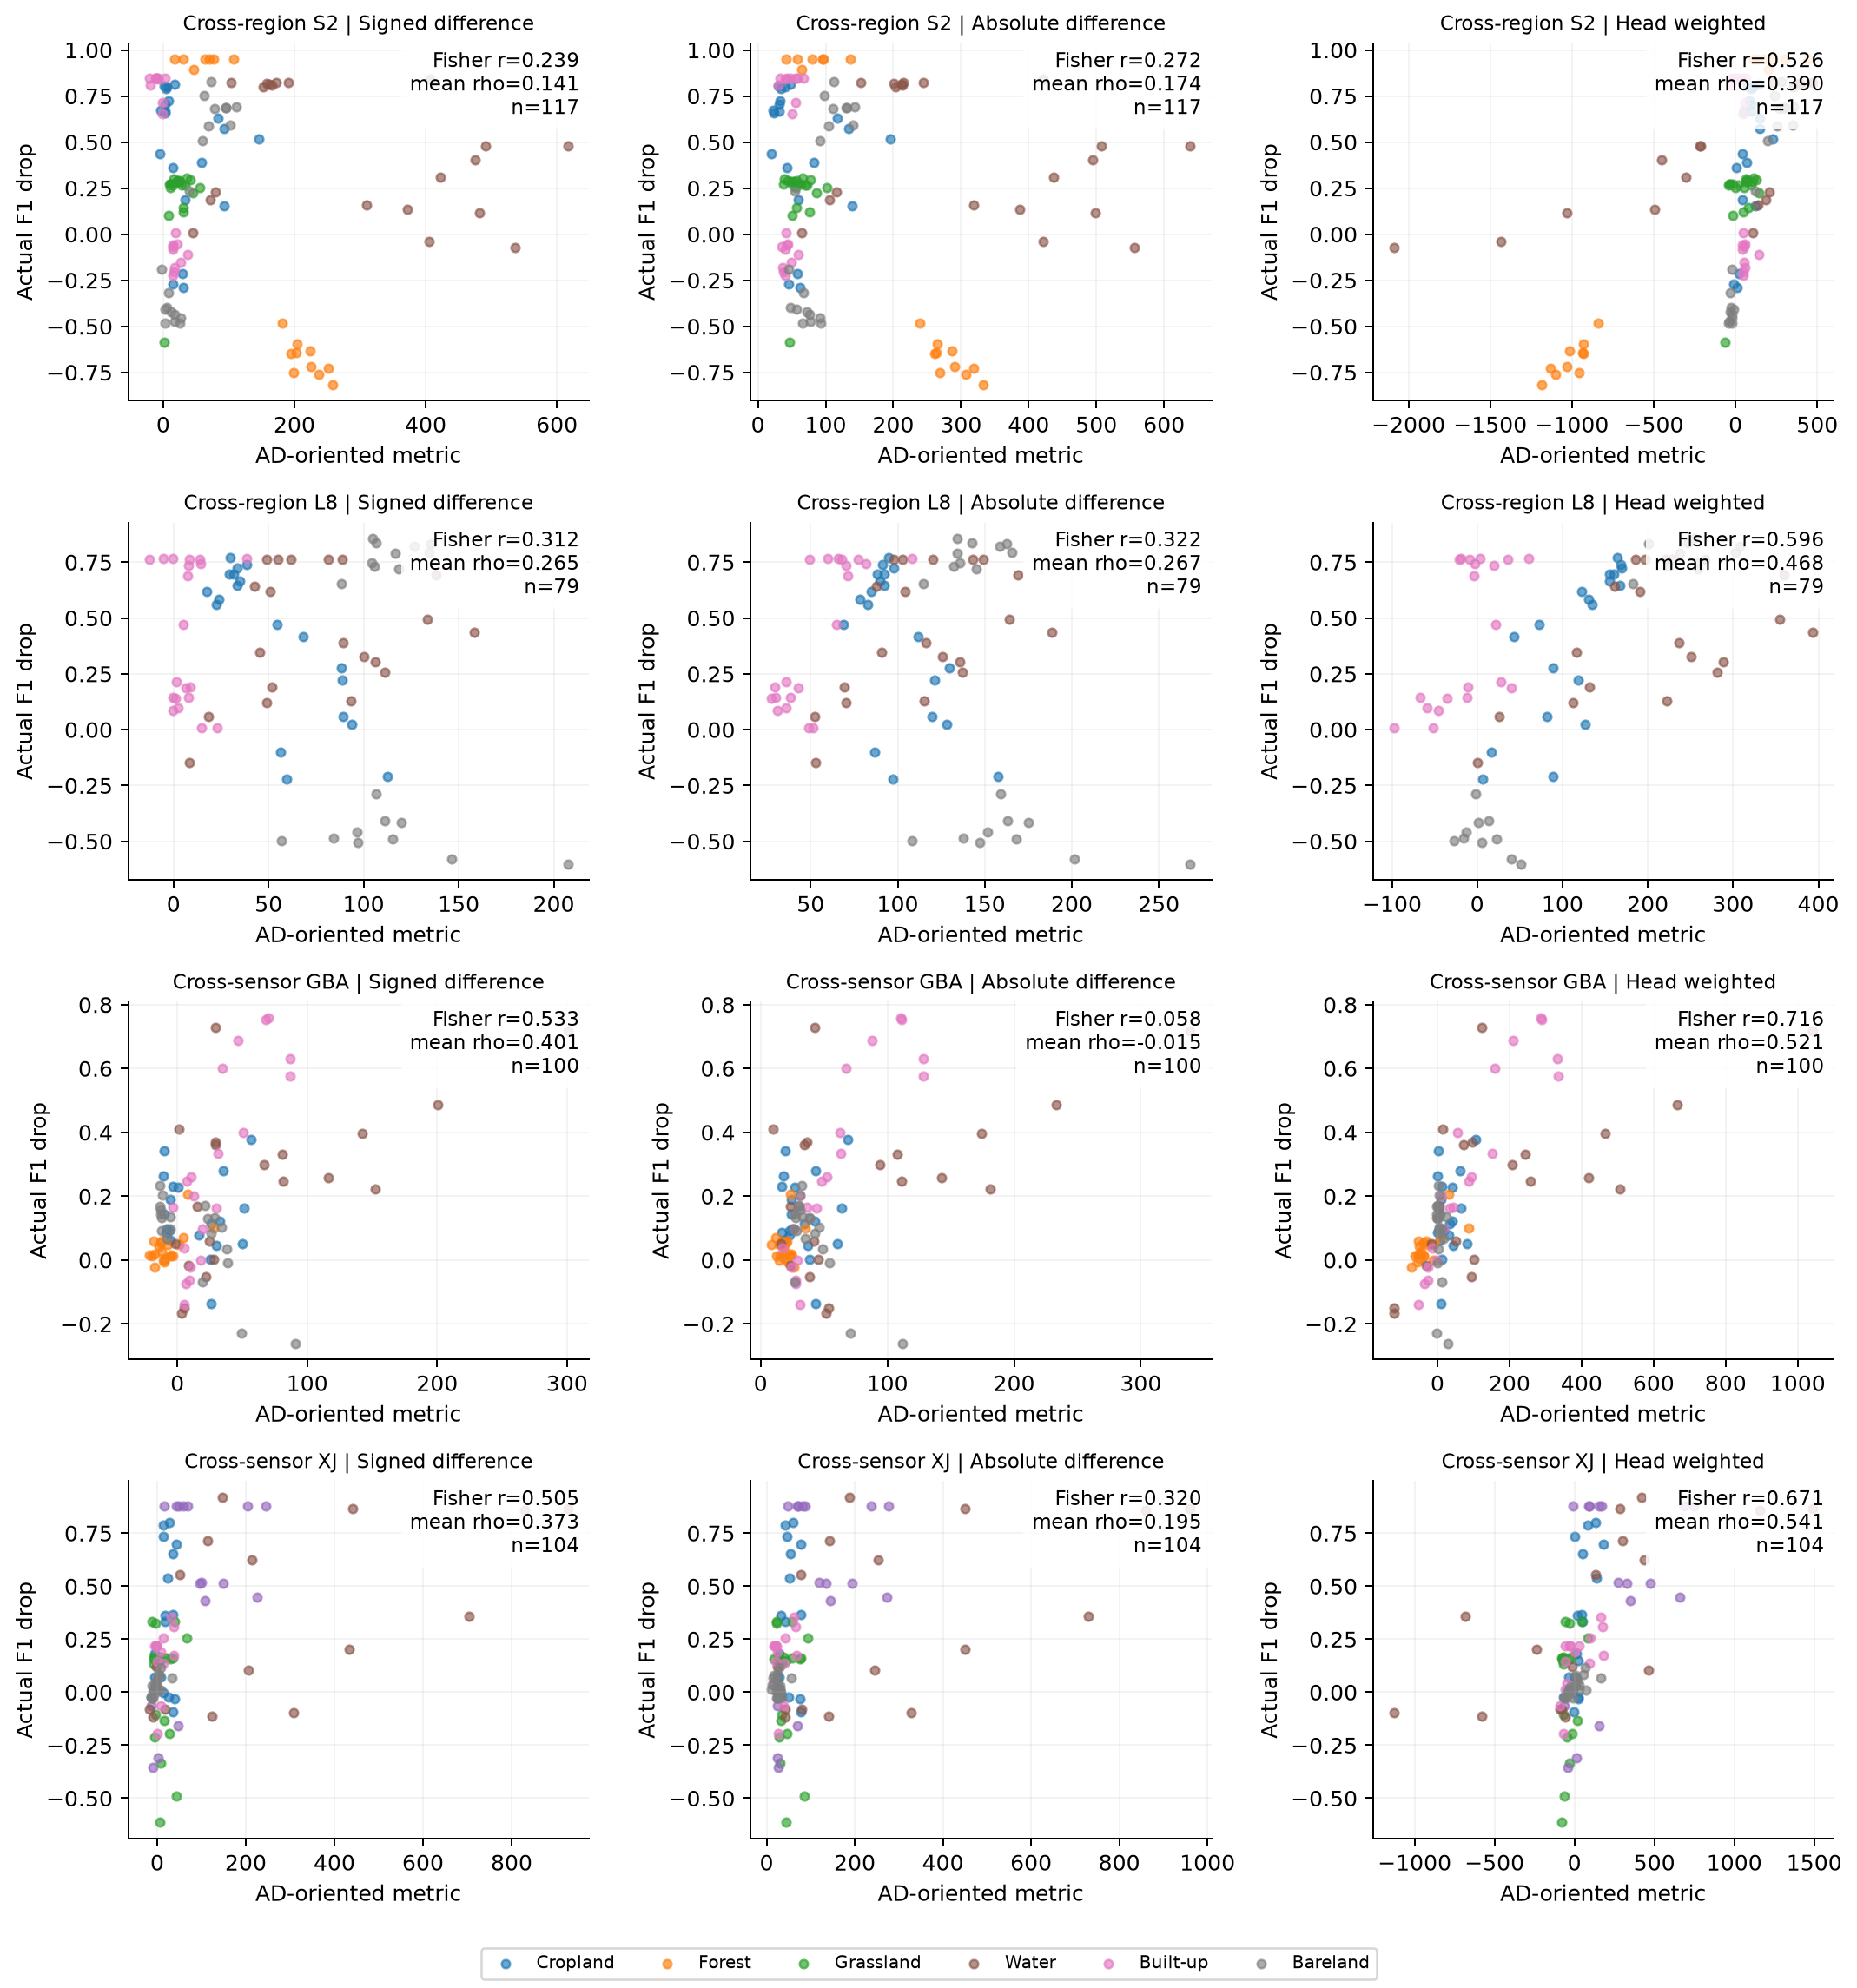 Cross-region S2 | Signed difference
Fisher r=0.239
mean rho=0.141
n=117
1.00
0.75
0.50
0.25
0.00
−0.25
−0.50
−0.75
Actual F1 drop
0 200 400 600
AD-oriented metric
Cross-region S2 | Absolute difference
Fisher r=0.272
mean rho=0.174
n=117
1.00
0.75
0.50
0.25
0.00
−0.25
−0.50
−0.75
Actual F1 drop
0 100 200 300 400 500 600
AD-oriented metric
Cross-region S2 | Head weighted
Fisher r=0.526
mean rho=0.390
n=117
1.00
0.75
0.50
0.25
0.00
−0.25
−0.50
−0.75
Actual F1 drop
−2000 −1500 −1000 −500 0 500
AD-oriented metric
Cross-region L8 | Signed difference
Fisher r=0.312
mean rho=0.265
n=79
0.75
0.50
0.25
0.00
−0.25
−0.50
Actual F1 drop
0 50 100 150 200
AD-oriented metric
Cross-region L8 | Absolute difference
Fisher r=0.322
mean rho=0.267
n=79
0.75
0.50
0.25
0.00
−0.25
−0.50
Actual F1 drop
50 100 150 200 250
AD-oriented metric
Cross-region L8 | Head weighted
Fisher r=0.596
mean rho=0.468
n=79
0.75
0.50
0.25
0.00
−0.25
−0.50
Actual F1 drop
−100 0 100 200 300 400
AD-oriented metric
Cross-sensor GBA | Signed difference
Fisher r=0.533
mean rho=0.401
n=100
0.8
0.6
0.4
0.2
0.0
−0.2
Actual F1 drop
0 100 200 300
AD-oriented metric
Cross-sensor GBA | Absolute difference
Fisher r=0.058
mean rho=-0.015
n=100
0.8
0.6
0.4
0.2
0.0
−0.2
Actual F1 drop
0 100 200 300
AD-oriented metric
Cross-sensor GBA | Head weighted
Fisher r=0.716
mean rho=0.521
n=100
0.8
0.6
0.4
0.2
0.0
−0.2
Actual F1 drop
0 200 400 600 800 1000
AD-oriented metric
Cross-sensor XJ | Signed difference
Fisher r=0.505
mean rho=0.373
n=104
0.75
0.50
0.25
0.00
−0.25
−0.50
Actual F1 drop
0 200 400 600 800
AD-oriented metric
Cross-sensor XJ | Absolute difference
Fisher r=0.320
mean rho=0.195
n=104
0.75
0.50
0.25
0.00
−0.25
−0.50
Actual F1 drop
0 200 400 600 800 1000
AD-oriented metric
Cross-sensor XJ | Head weighted
Fisher r=0.671
mean rho=0.541
n=104
0.75
0.50
0.25
0.00
−0.25
−0.50
Actual F1 drop
−1000 −500 0 500 1000 1500
AD-oriented metric
Cropland Forest Grassland Water Built-up Bareland